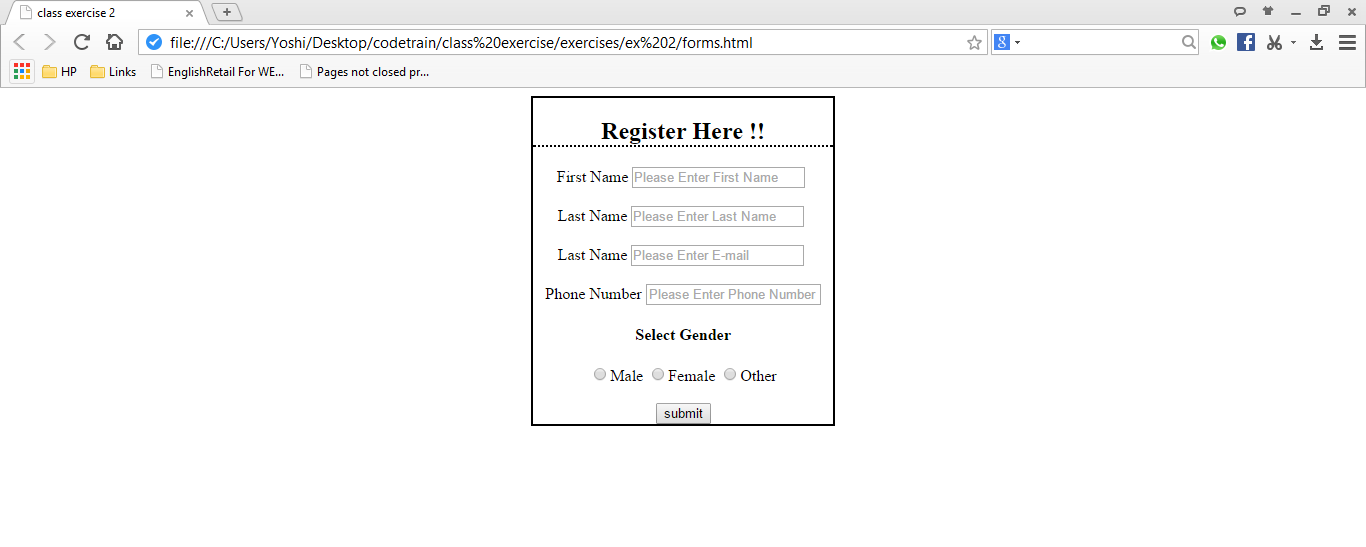 class exercise 2
file:///C:/Users/Yoshi/Desktop/codetrain/class%20exercise/exercises/ex%202/forms.html
HP Links EnglishRetail For WE... Pages not closed pr...
Register Here !!
First Name Please Enter First Name
Last Name Please Enter Last Name
Last Name Please Enter E-mail
Phone Number Please Enter Phone Number
Select Gender
Male Female Other
submit